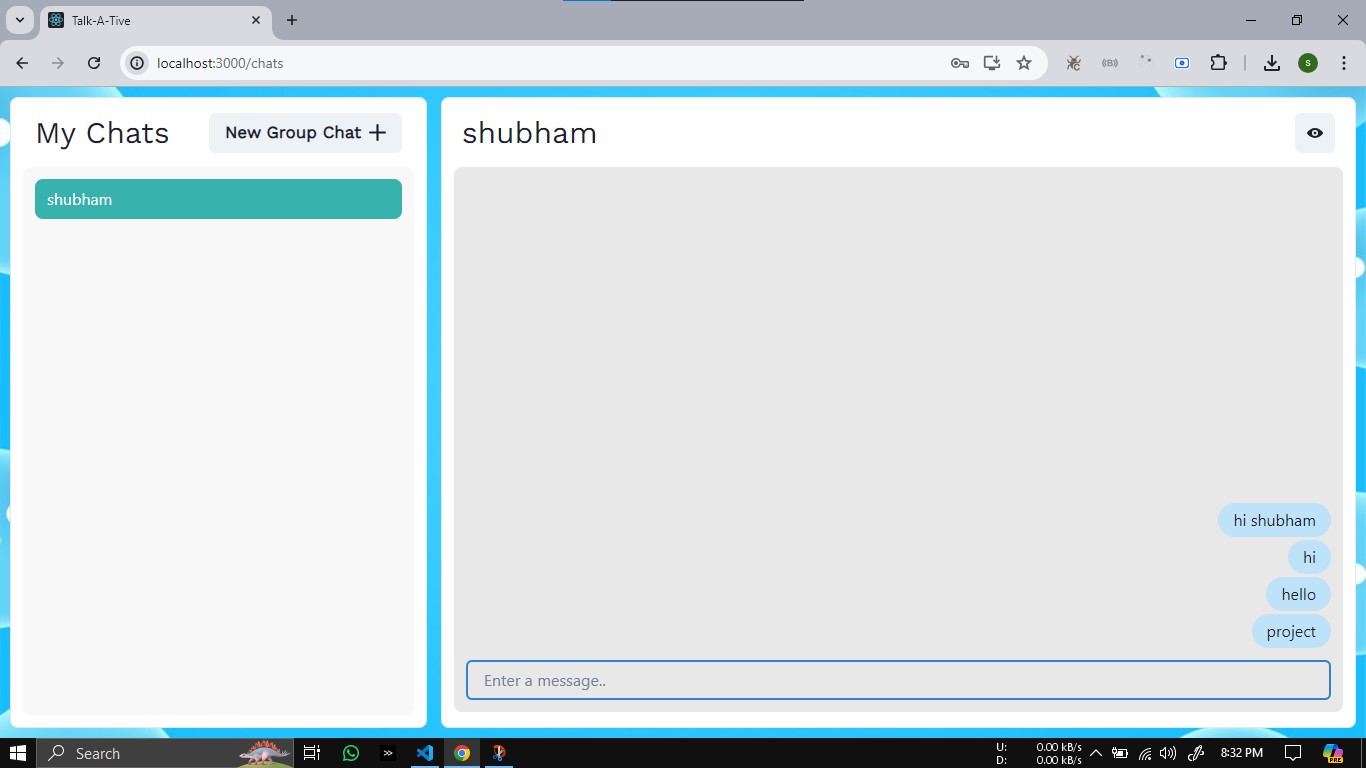 Talk-A-Tive
localhost:3000/chats
(B)
S
My Chats
New Group Chat
shubham
shubham
hi shubham
hi
hello
project
Enter a message..
Search
U: 0.00 kB/s
D: 0.00 kB/s
8:32 PM
PRE